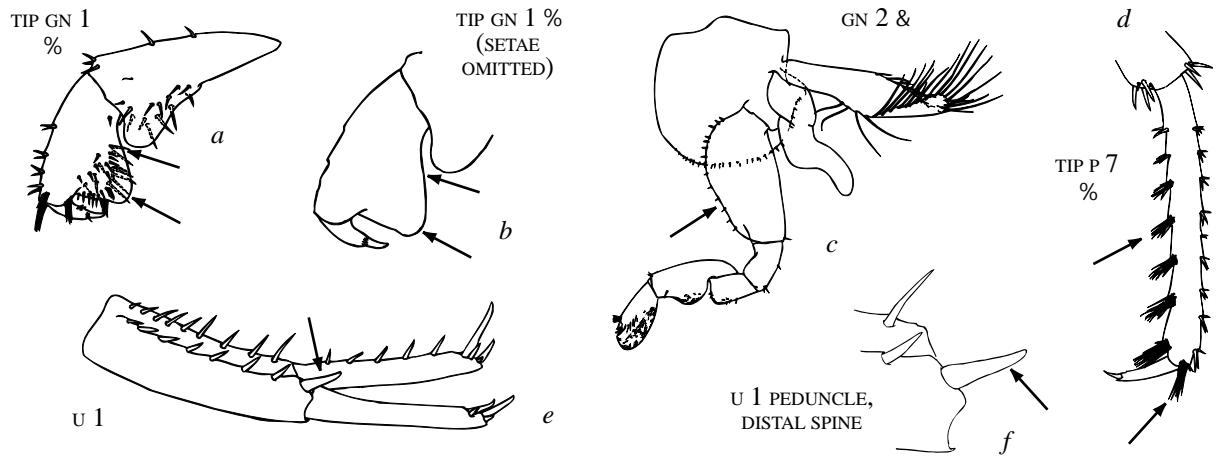 TIP GN 1
%
a
TIP GN 1 %
(SETAE
OMITTED)
b
GN 2 &
c
d
TIP P 7
%
U 1
e
U 1 PEDUNCLE,
DISTAL SPINE
f